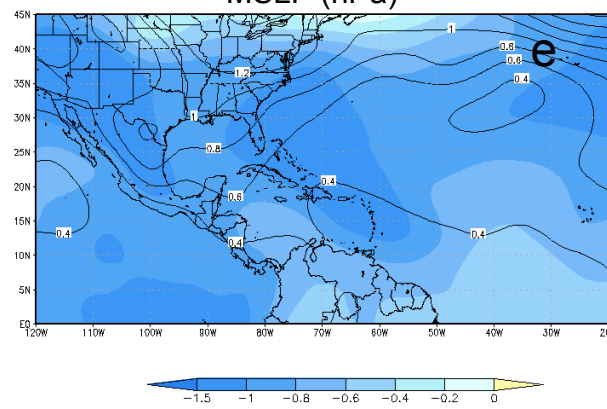 MSLP (hPa)
45N
40N
35N
30N
25N
20N
15N
10N
5N
EQ
120W 110W 100W 90W 80W 70W 60W 50W 40W 30W 20W
e
1
0.8
0.6
0.4
1.2
1
0.8
0.6
0.4
0.4
0.4
0.4
−1.5 −1 −0.8 −0.6 −0.4 −0.2 0